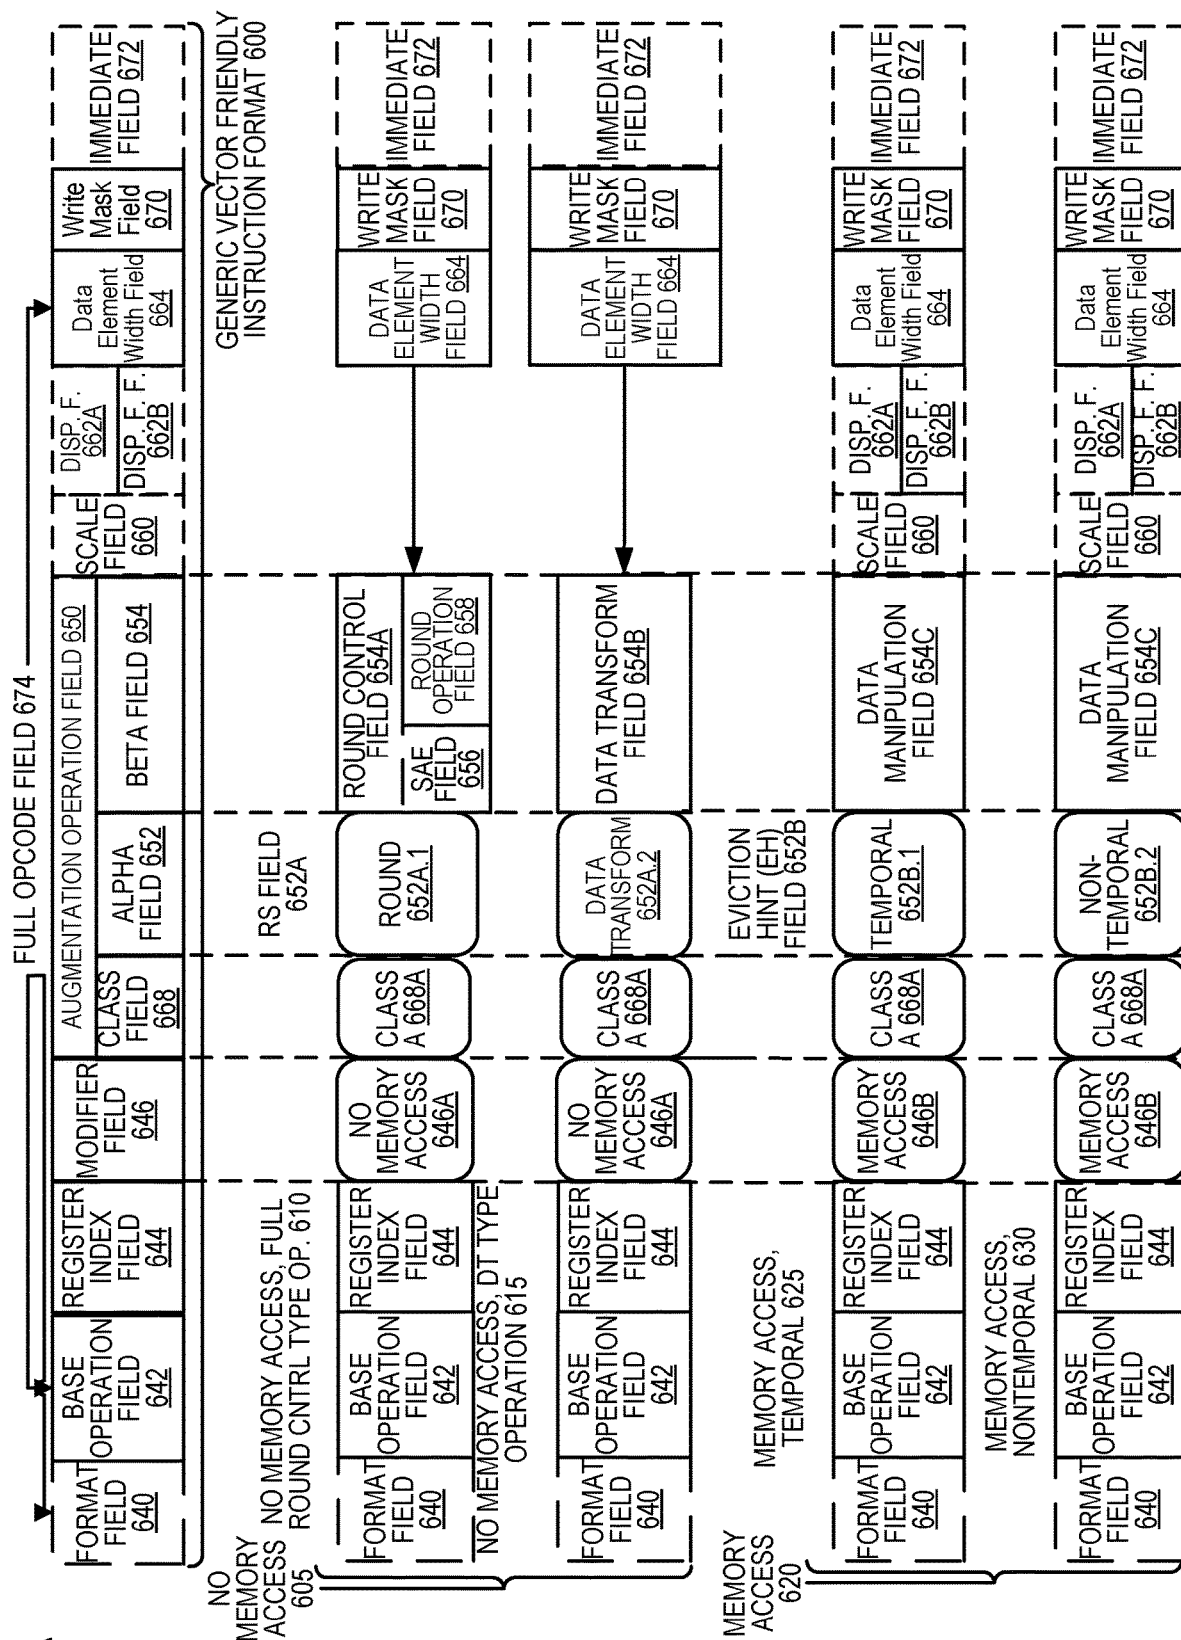 FULL OPCODE FIELD 674
FORMAT
FIELD
640
BASE
OPERATION
FIELD
642
REGISTER
INDEX
FIELD
644
MODIFIER
FIELD
646
AUGMENTATION OPERATION FIELD 650
CLASS
FIELD
668
ALPHA
FIELD 652
BETA FIELD 654
SCALE
FIELD
660
DISP. F.
662A
DISP. F. F.
662B
Data
Element
Width Field
664
Write
Mask
Field
670
IMMEDIATE
FIELD 672
GENERIC VECTOR FRIENDLY
INSTRUCTION FORMAT 600
NO
MEMORY
ACCESS
605
NO MEMORY ACCESS, FULL
ROUND CNTRL TYPE OP. 610
RS FIELD
652A
FORMAT
FIELD
640
BASE
OPERATION
FIELD
642
REGISTER
INDEX
FIELD
644
NO
MEMORY
ACCESS
646A
CLASS
A 668A
ROUND
652A.1
ROUND CONTROL
FIELD 654A
SAE
FIELD
656
ROUND
OPERATION
FIELD 658
DATA
ELEMENT
WIDTH
FIELD 664
WRITE
MASK
FIELD
670
IMMEDIATE
FIELD 672
NO MEMORY ACCESS, DT TYPE
OPERATION 615
FORMAT
FIELD
640
BASE
OPERATION
FIELD
642
REGISTER
INDEX
FIELD
644
NO
MEMORY
ACCESS
646A
CLASS
A 668A
DATA
TRANSFORM
652A.2
DATA TRANSFORM
FIELD 654B
DATA
ELEMENT
WIDTH
FIELD 664
WRITE
MASK
FIELD
670
IMMEDIATE
FIELD 672
MEMORY
ACCESS
620
MEMORY ACCESS,
TEMPORAL 625
EVICTION
HINT (EH)
FIELD 652B
FORMAT
FIELD
640
BASE
OPERATION
FIELD
642
REGISTER
INDEX
FIELD
644
MEMORY
ACCESS
646B
CLASS
A 668A
TEMPORAL
652B.1
DATA
MANIPULATION
FIELD 654C
SCALE
FIELD
660
DISP. F.
662A
DISP. F. F.
662B
Data
Element
Width Field
664
WRITE
MASK
FIELD
670
IMMEDIATE
FIELD 672
MEMORY ACCESS,
NONTEMPORAL 630
FORMAT
FIELD
640
BASE
OPERATION
FIELD
642
REGISTER
INDEX
FIELD
644
MEMORY
ACCESS
646B
CLASS
A 668A
NON-
TEMPORAL
652B.2
DATA
MANIPULATION
FIELD 654C
SCALE
FIELD
660
DISP. F.
662A
DISP. F. F.
662B
Data
Element
Width Field
664
WRITE
MASK
FIELD
670
IMMEDIATE
FIELD 672